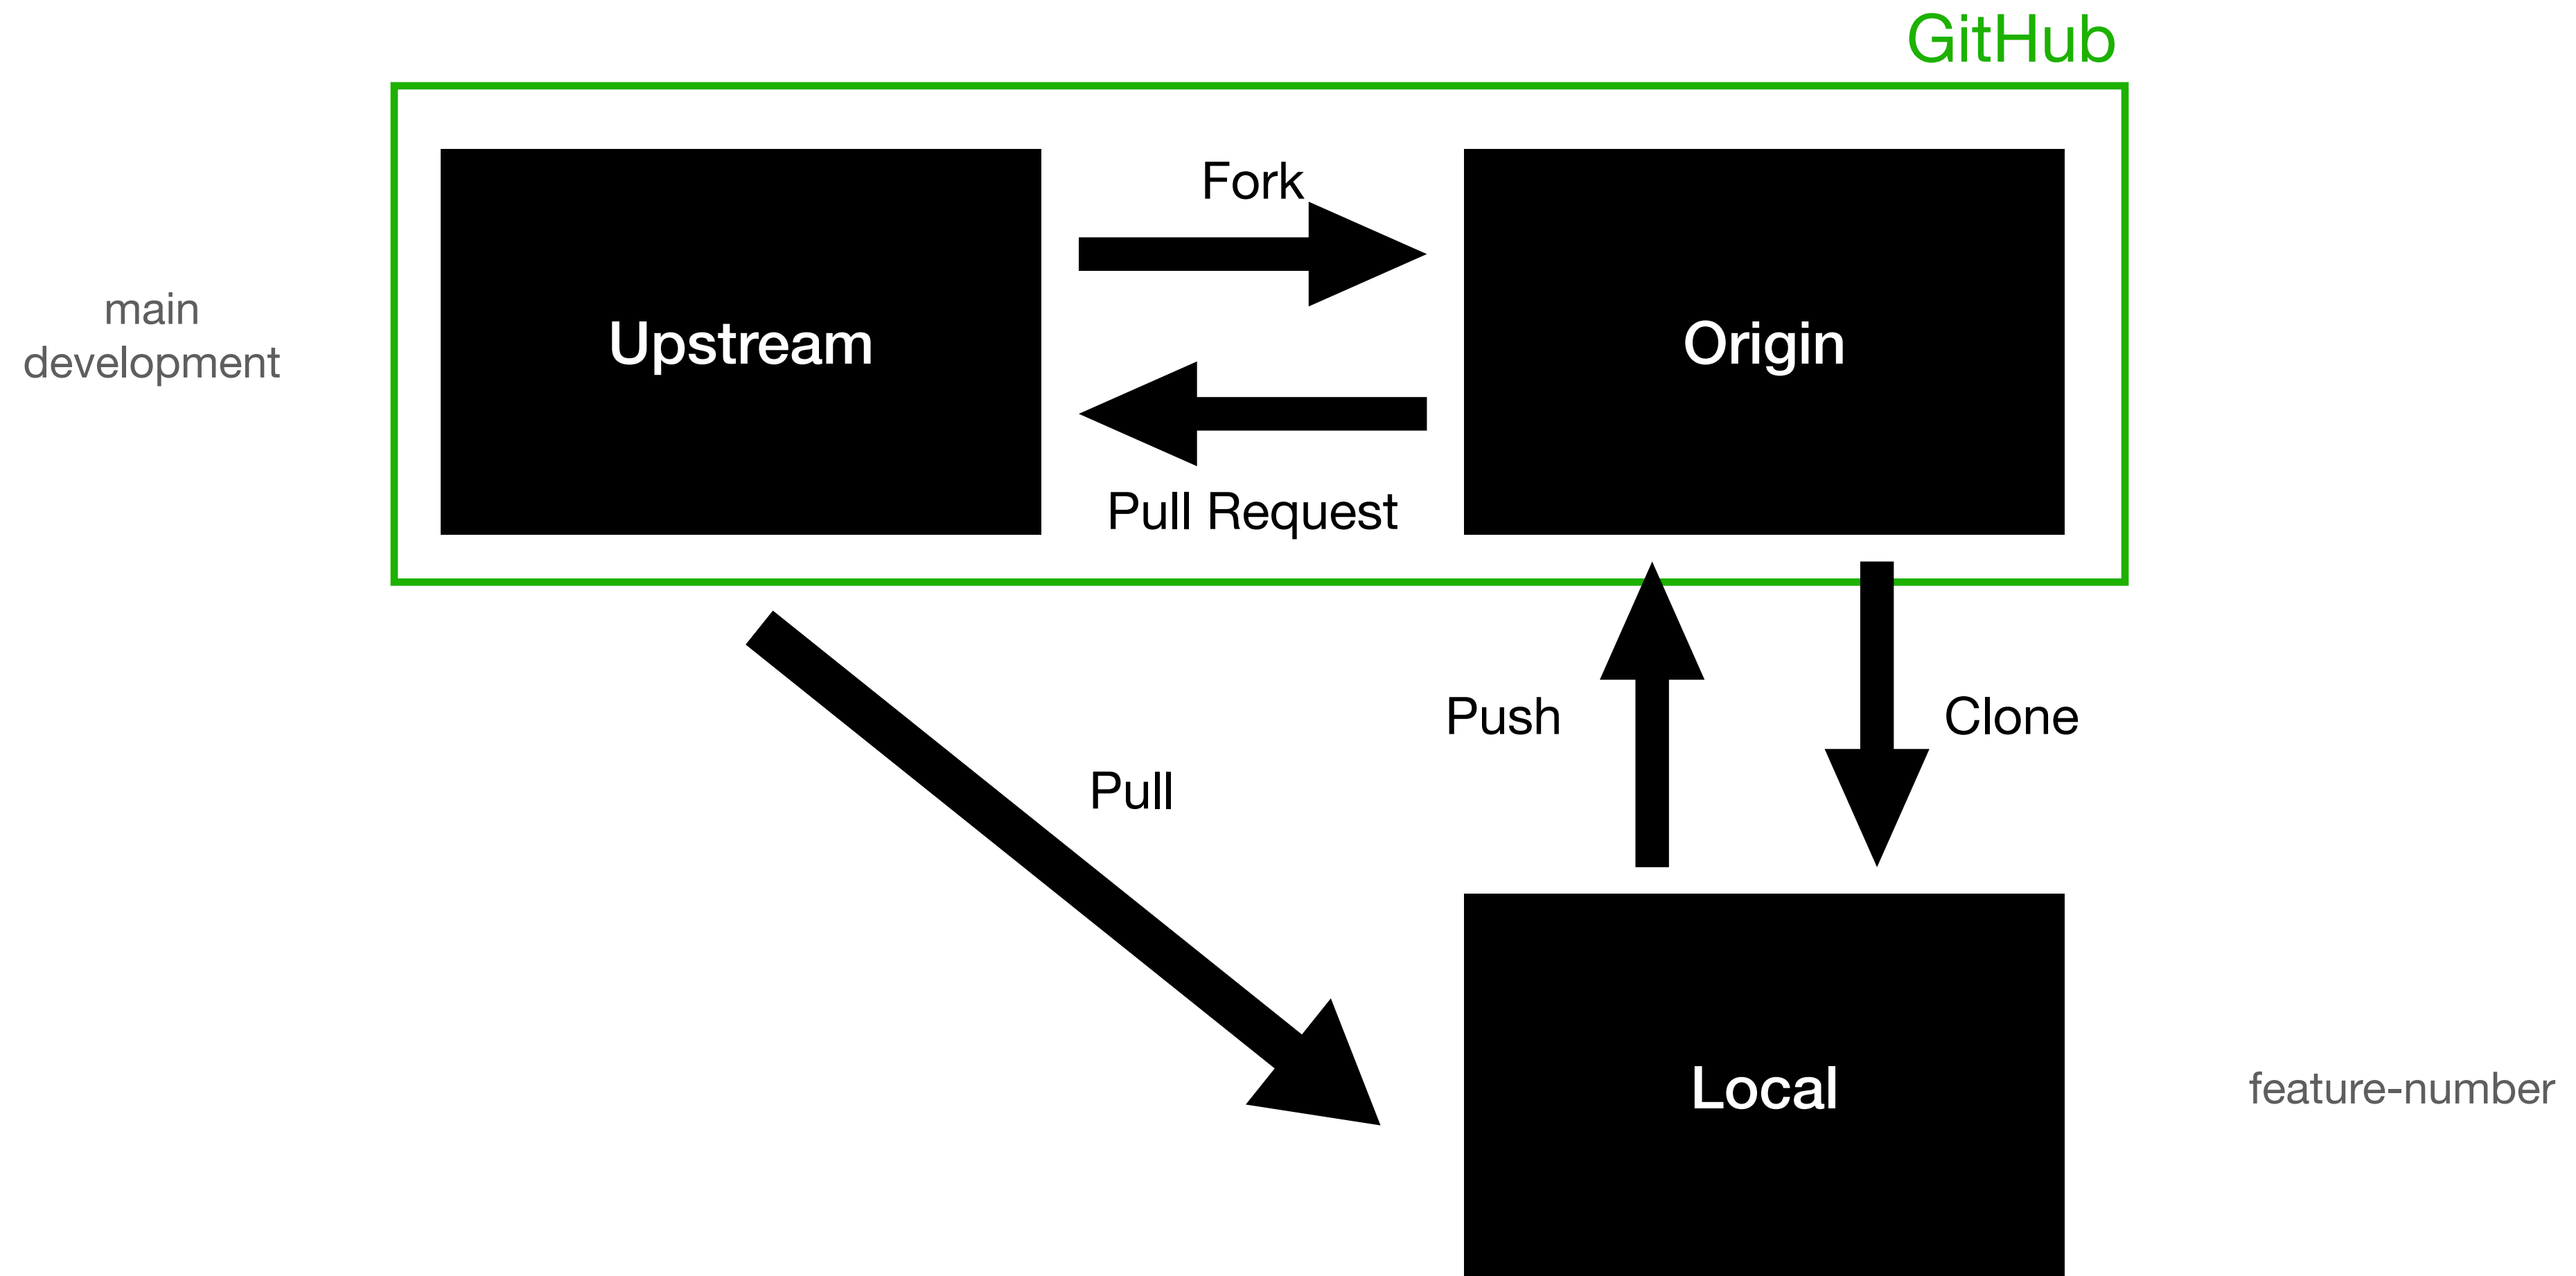 GitHub
Fork
main
development
Upstream
Origin
Pull Request
Push
Clone
Pull
Local
feature-number